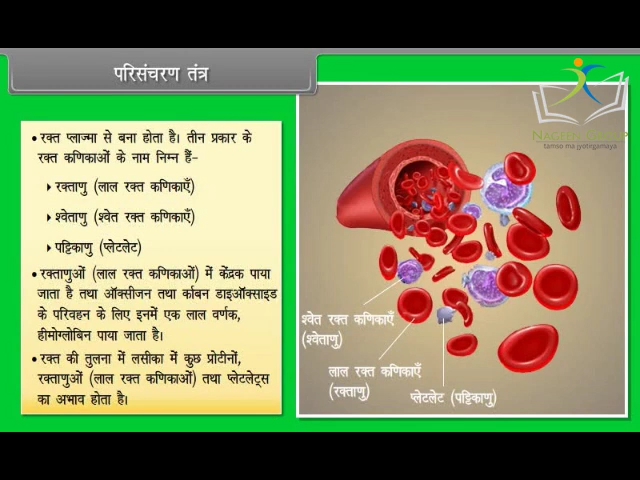 परिसंचरण तंत्र
NAGEEN GROUP
tamso ma jyotirgamaya
• रक्त प्लाज्मा से बना होता है। तीन प्रकार के
रक्त कणिकाओं के नाम निम्न हैं-
रक्ताणु (लाल रक्त कणिकाएँ)
श्वेताणु (श्वेत रक्त कणिकाएँ)
पट्टिकाणु (प्लेटलेट)
• रक्ताणुओं (लाल रक्त कणिकाओं) में केंद्रक पाया
जाता है तथा ऑक्सीजन तथा र्काबन डाइऑक्साइड
के परिवहन के लिए इनमें एक लाल वर्णक,
हीमोग्लोबिन पाया जाता है।
• रक्त की तुलना में लसीका में कुछ प्रोटीनों,
रक्ताणुओं (लाल रक्त कणिकाओं) तथा प्लेटलेट्स
का अभाव होता है।
श्वेत रक्त कणिकाएँ
(श्वेताणु)
लाल रक्त कणिकाएँ
(रक्ताणु)
प्लेटलेट (पट्टिकाणु)